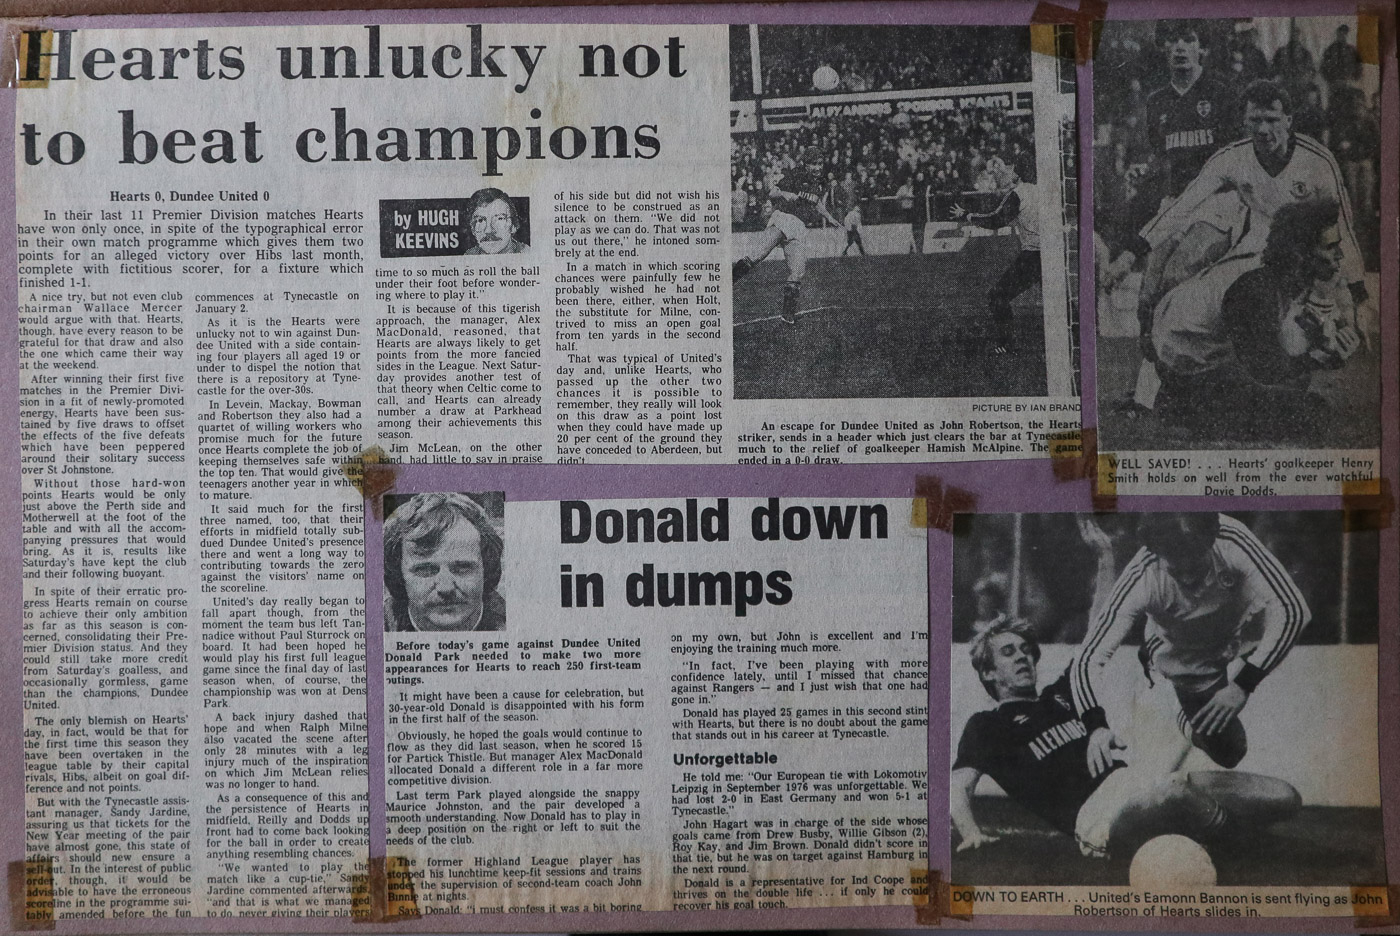 Hearts unlucky not
to beat champions
Hearts 0, Dundee United 0
In their last 11 Premier Division matches Hearts
have won only once, in spite of the typographical error
in their own match programme which gives them two
points for an alleged victory over Hibs last month,
complete with fictitious scorer, for a fixture which
finished 1-1.
A nice try, but not even club
chairman Wallace Mercer
would argue with that. Hearts,
though, have every reason to be
grateful for that draw and also
the one which came their way
at the weekend.
After winning their first five
matches in the Premier Divi-
sion in a fit of newly-promoted
energy, Hearts have been sus-
tained by five draws to offset
the effects of the five defeats
which have been peppered
around their solitary success
over St Johnstone.
Without those hard-won
points Hearts would be only
just above the Perth side and
Motherwell at the foot of the
table and with all the accom-
panying pressures that would
bring. As it is, results like
Saturday's have kept the club
and their following buoyant.
In spite of their erratic pro-
gress Hearts remain on course
to achieve their only ambition
as far as this season is con-
cerned, consolidating their Pre-
mier Division status. And they
could still take more credit
from Saturday's goalless, and
occasionally gormless, game
than the champions, Dundee
United.
The only blemish on Hearts'
day, in fact, would be that for
the first time this season they
have been overtaken in the
league table by their capital
rivals, Hibs, albeit on goal dif-
ference and not points.
But with the Tynecastle assis-
tant manager, Sandy Jardine,
assuring us that tickets for the
New Year meeting of the pair
have almost gone, this state of
affairs should now ensure a
sell-out. In the interest of public
order, though, it would be
advisable to have the erroneous
scoreline in the programme sui-
tably amended before the fun
commences at Tynecastle on
January 2.
As it is the Hearts were
unlucky not to win against Dun-
dee United with a side contain-
ing four players all aged 19 or
under to dispel the notion that
there is a repository at Tyne-
castle for the over-30s.
In Levein, Mackay, Bowman
and Robertson they also had a
quartet of willing workers who
promise much for the future
once Hearts complete the job of
keeping themselves safe within
the top ten. That would give the
teenagers another year in which
to mature.
It said much for the first
three named, too, that their
efforts in midfield totally sub-
dued Dundee United's presence
there and went a long way to
contributing towards the zero
against the visitors' name on
the scoreline.
United's day really began to
fall apart though, from the
moment the team bus left Tan-
nadice without Paul Sturrock on
board. It had been hoped he
would play his first full league
game since the final day of last
season when, of course, the
championship was won at Dens
Park.
A back injury dashed that
hope and when Ralph Milne
also vacated the scene after
only 28 minutes with a leg
injury much of the inspiration
on which Jim McLean relies
was no longer to hand.
As a consequence of this and
the persistence of Hearts in
midfield, Reilly and Dodds up
front had to come back looking
for the ball in order to create
anything resembling chances.
"We wanted to play the
match like a cup-tie," Sandy
Jardine commented afterwards,
"and that is what we managed
to do, never giving their players
by HUGH
KEEVINS
time to so much as roll the ball
under their foot before wonder-
ing where to play it."
It is because of this tigerish
approach, the manager, Alex
MacDonald, reasoned, that
Hearts are always likely to get
points from the more fancied
sides in the League. Next Satur-
day provides another test of
that theory when Celtic come to
call, and Hearts can already
number a draw at Parkhead
among their achievements this
season.
Jim McLean, on the other
hand, had little to say in praise
of his side but did not wish his
silence to be construed as an
attack on them. "We did not
play as we can do. That was not
us out there," he intoned som-
brely at the end.
In a match in which scoring
chances were painfully few he
probably wished he had not
been there, either, when Holt,
the substitute for Milne, con-
trived to miss an open goal
from ten yards in the second
half.
That was typical of United's
day and, unlike Hearts, who
passed up the other two
chances it is possible to
remember, they really will look
on this draw as a point lost
when they could have made up
20 per cent of the ground they
have conceded to Aberdeen, but
didn't.
ALEXANDERS SPONSOR HEARTS
PICTURE BY IAN BRAND
An escape for Dundee United as John Robertson, the Hearts
striker, sends in a header which just clears the bar at Tynecastle,
much to the relief of goalkeeper Hamish McAlpine. The game
ended in a 0-0 draw.
WELL SAVED! . . . Hearts' goalkeeper Henry
Smith holds on well from the ever watchful
Davie Dodds.
Donald down
in dumps
Before today's game against Dundee United
Donald Park needed to make two more
appearances for Hearts to reach 250 first-team
outings.
It might have been a cause for celebration, but
30-year-old Donald is disappointed with his form
in the first half of the season.
Obviously, he hoped the goals would continue to
flow as they did last season, when he scored 15
for Partick Thistle. But manager Alex MacDonald
allocated Donald a different role in a far more
competitive division.
Last term Park played alongside the snappy
Maurice Johnston, and the pair developed a
smooth understanding. Now Donald has to play in
a deep position on the right or left to suit the
needs of the club.
The former Highland League player has
stopped his lunchtime keep-fit sessions and trains
under the supervision of second-team coach John
Binnie at nights.
Says Donald: "i must confess it was a bit boring
on my own, but John is excellent and I'm
enjoying the training much more.
"In fact, I've been playing with more
confidence lately, until I missed that chance
against Rangers — and I just wish that one had
gone in."
Donald has played 25 games in this second stint
with Hearts, but there is no doubt about the game
that stands out in his career at Tynecastle.
Unforgettable
He told me: "Our European tie with Lokomotiv
Leipzig in September 1976 was unforgettable. We
had lost 2-0 in East Germany and won 5-1 at
Tynecastle."
John Hagart was in charge of the side whose
goals came from Drew Busby, Willie Gibson (2),
Roy Kay, and Jim Brown. Donald didn't score in
that tie, but he was on target against Hamburg in
the next round.
Donald is a representative for Ind Coope and
thrives on the double life . . . if only he could
recover his goal touch.
ALEXAND
DOWN TO EARTH . . . United's Eamonn Bannon is sent flying as John
Robertson of Hearts slides in.